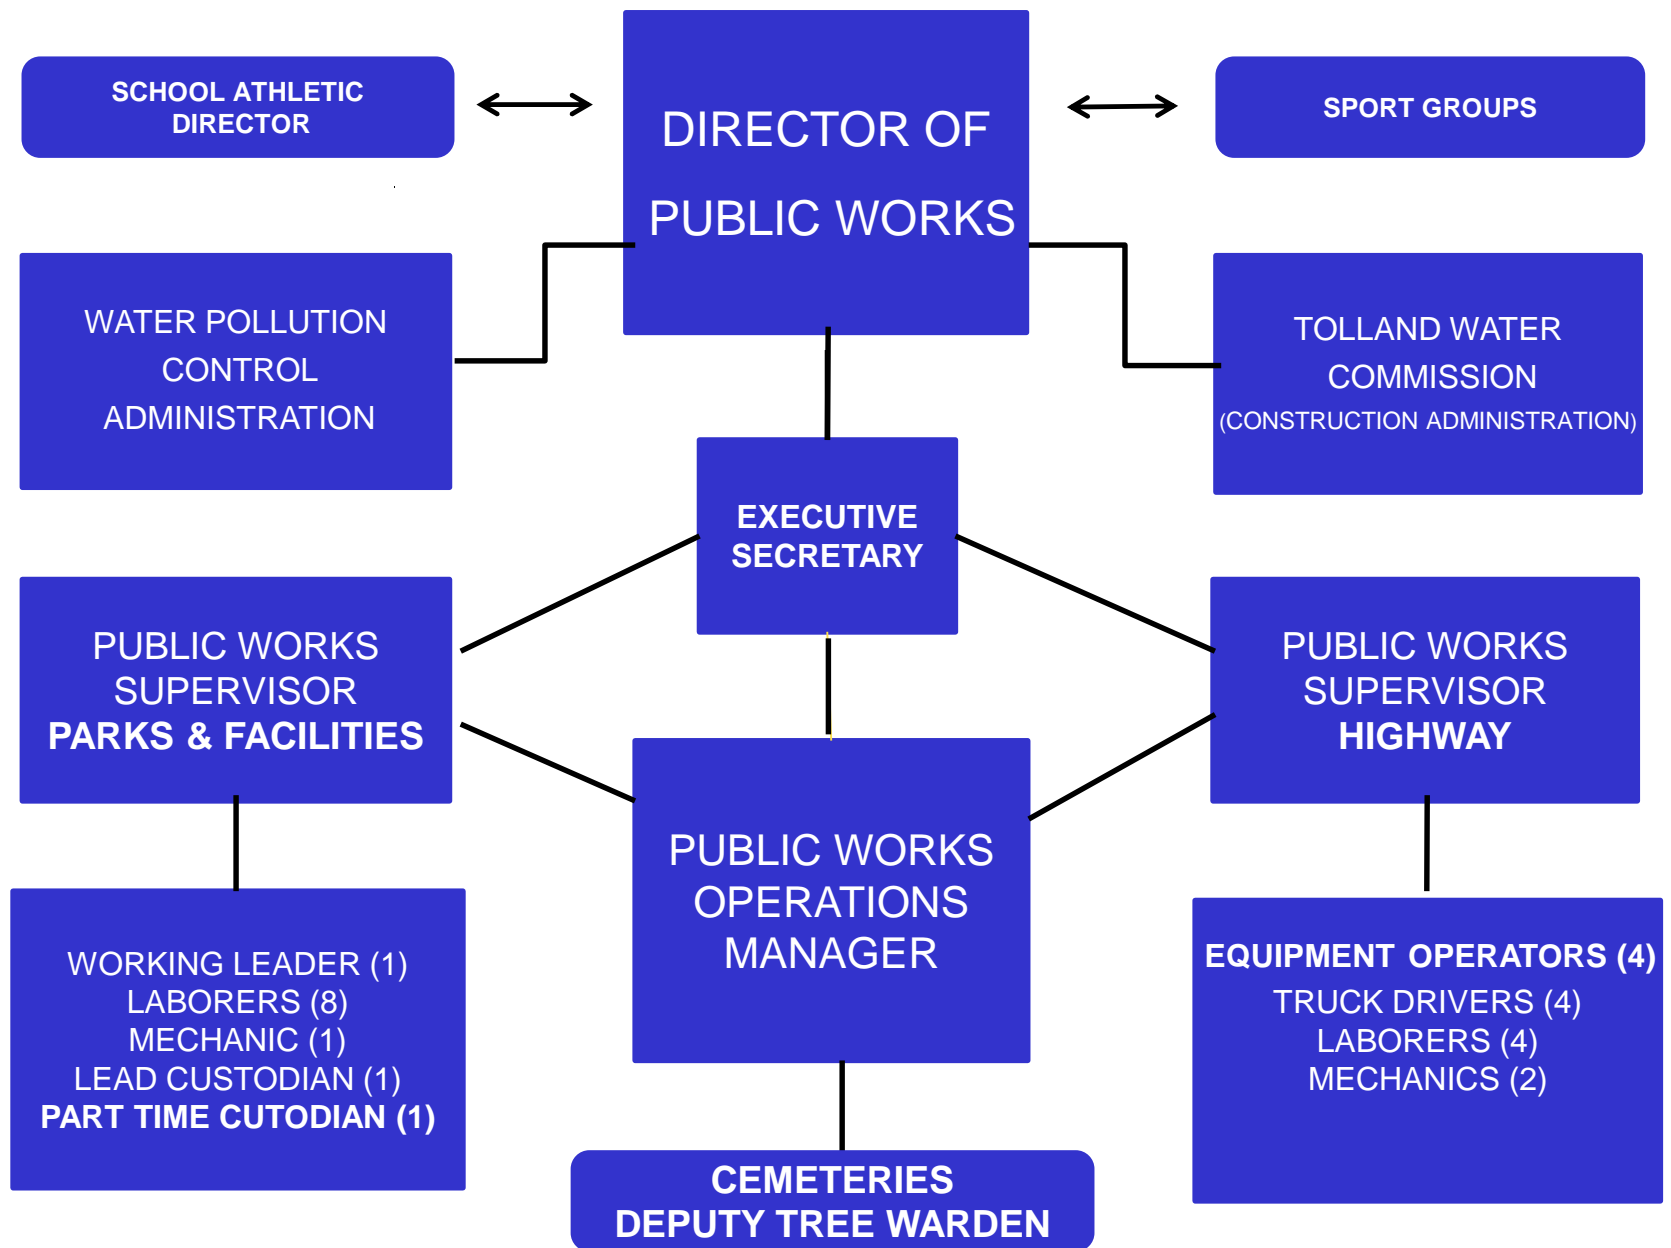 SCHOOL ATHLETIC
DIRECTOR
DIRECTOR OF
PUBLIC WORKS
SPORT GROUPS
WATER POLLUTION
CONTROL
ADMINISTRATION
TOLLAND WATER
COMMISSION
(CONSTRUCTION ADMINISTRATION)
EXECUTIVE
SECRETARY
PUBLIC WORKS
SUPERVISOR
PARKS & FACILITIES
PUBLIC WORKS
SUPERVISOR
HIGHWAY
PUBLIC WORKS
OPERATIONS
MANAGER
WORKING LEADER (1)
LABORERS (8)
MECHANIC (1)
LEAD CUSTODIAN (1)
PART TIME CUTODIAN (1)
EQUIPMENT OPERATORS (4)
TRUCK DRIVERS (4)
LABORERS (4)
MECHANICS (2)
CEMETERIES
DEPUTY TREE WARDEN